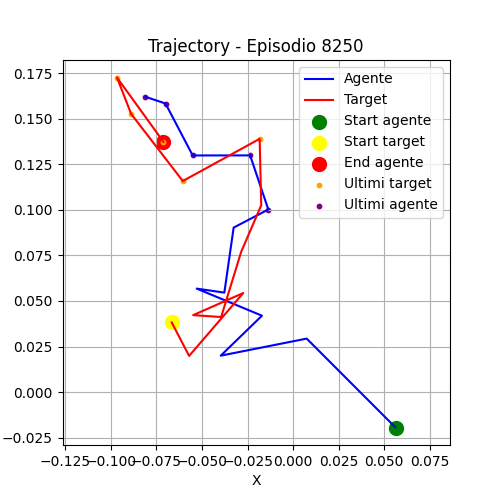 Trajectory - Episodio 8250
Agente
Target
Start agente
Start target
End agente
Ultimi target
Ultimi agente
0.175
0.150
0.125
0.100
0.075
0.050
0.025
0.000
−0.025
−0.125 −0.100 −0.075 −0.050 −0.025 0.000 0.025 0.050 0.075
X